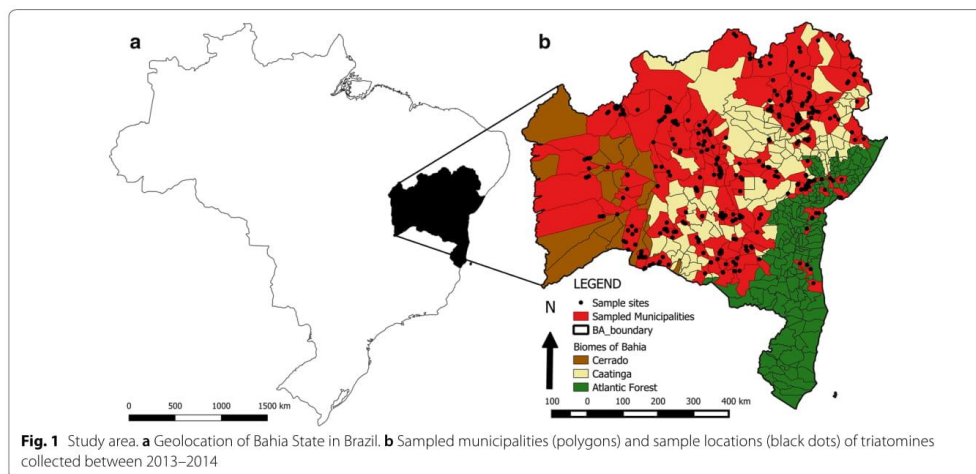 a
b
LEGEND
Sample sites
Sampled Municipalities
BA_boundary
Biomes of Bahia
Cerrado
Caatinga
Atlantic Forest
N
0 500 1000 1500 km
100 0 100 200 300 400 km
Fig. 1 Study area. a Geolocation of Bahia State in Brazil. b Sampled municipalities (polygons) and sample locations (black dots) of triatomines
collected between 2013–2014